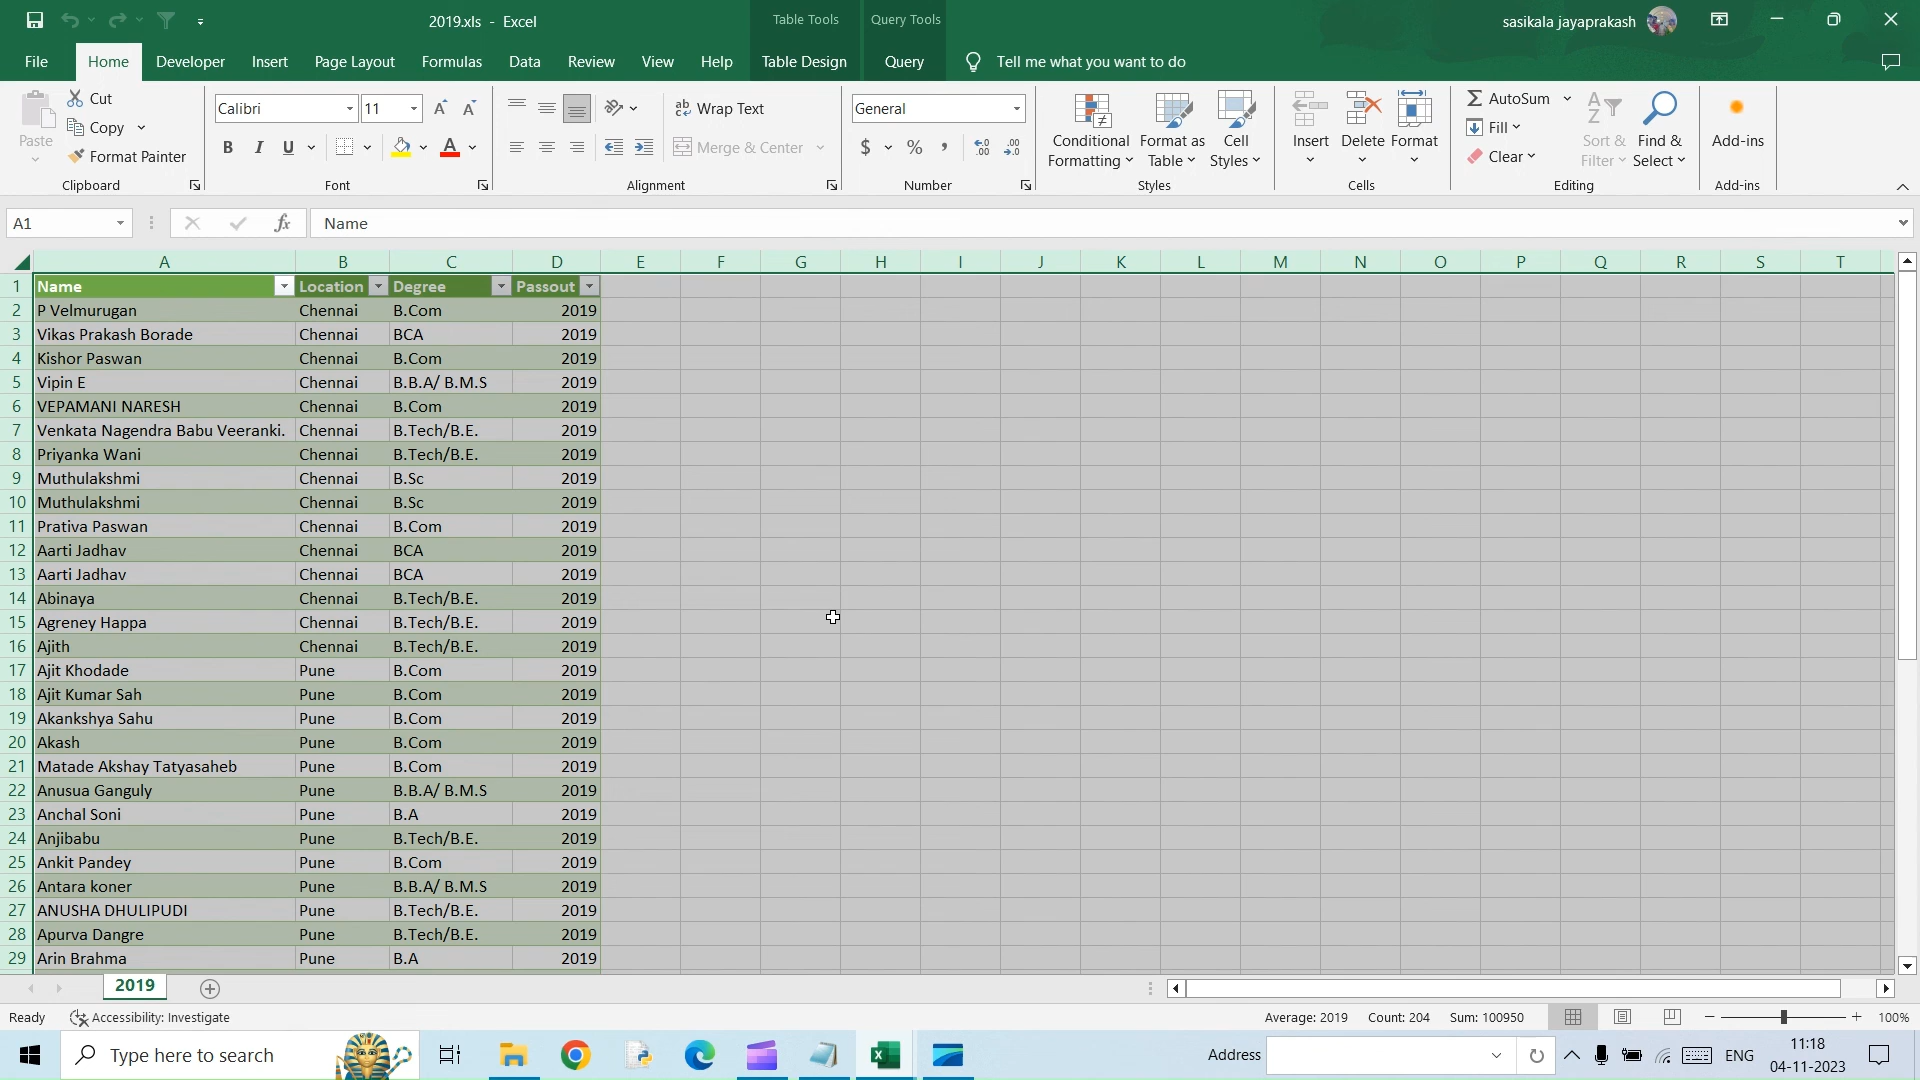 2019.xls - Excel
Table Tools
Query Tools
sasikala jayaprakash
File Home Developer Insert Page Layout Formulas Data Review View Help Table Design Query Tell me what you want to do
Paste
Cut
Copy
Format Painter
Clipboard
Calibri 11
B I U
Font
Wrap Text
Merge & Center
Alignment
General
$ % ,
Number
Conditional Formatting
Format as Table
Cell Styles
Styles
Insert Delete Format
Cells
AutoSum
Fill
Clear
Sort & Filter
Find & Select
Editing
Add-ins
Add-ins
A1 fx Name
A B C D E F G H I J K L M N O P Q R S T
1 Name Location Degree Passout
2 P Velmurugan Chennai B.Com 2019
3 Vikas Prakash Borade Chennai BCA 2019
4 Kishor Paswan Chennai B.Com 2019
5 Vipin E Chennai B.B.A/ B.M.S 2019
6 VEPAMANI NARESH Chennai B.Com 2019
7 Venkata Nagendra Babu Veeranki. Chennai B.Tech/B.E. 2019
8 Priyanka Wani Chennai B.Tech/B.E. 2019
9 Muthulakshmi Chennai B.Sc 2019
10 Muthulakshmi Chennai B.Sc 2019
11 Prativa Paswan Chennai B.Com 2019
12 Aarti Jadhav Chennai BCA 2019
13 Aarti Jadhav Chennai BCA 2019
14 Abinaya Chennai B.Tech/B.E. 2019
15 Agreney Happa Chennai B.Tech/B.E. 2019
16 Ajith Chennai B.Tech/B.E. 2019
17 Ajit Khodade Pune B.Com 2019
18 Ajit Kumar Sah Pune B.Com 2019
19 Akankshya Sahu Pune B.Com 2019
20 Akash Pune B.Com 2019
21 Matade Akshay Tatyasaheb Pune B.Com 2019
22 Anusua Ganguly Pune B.B.A/ B.M.S 2019
23 Anchal Soni Pune B.A 2019
24 Anjibabu Pune B.Tech/B.E. 2019
25 Ankit Pandey Pune B.Com 2019
26 Antara koner Pune B.B.A/ B.M.S 2019
27 ANUSHA DHULIPUDI Pune B.Tech/B.E. 2019
28 Apurva Dangre Pune B.Tech/B.E. 2019
29 Arin Brahma Pune B.A 2019
2019
Ready Accessibility: Investigate Average: 2019 Count: 204 Sum: 100950 100%
Type here to search Address ENG 11:18
04-11-2023